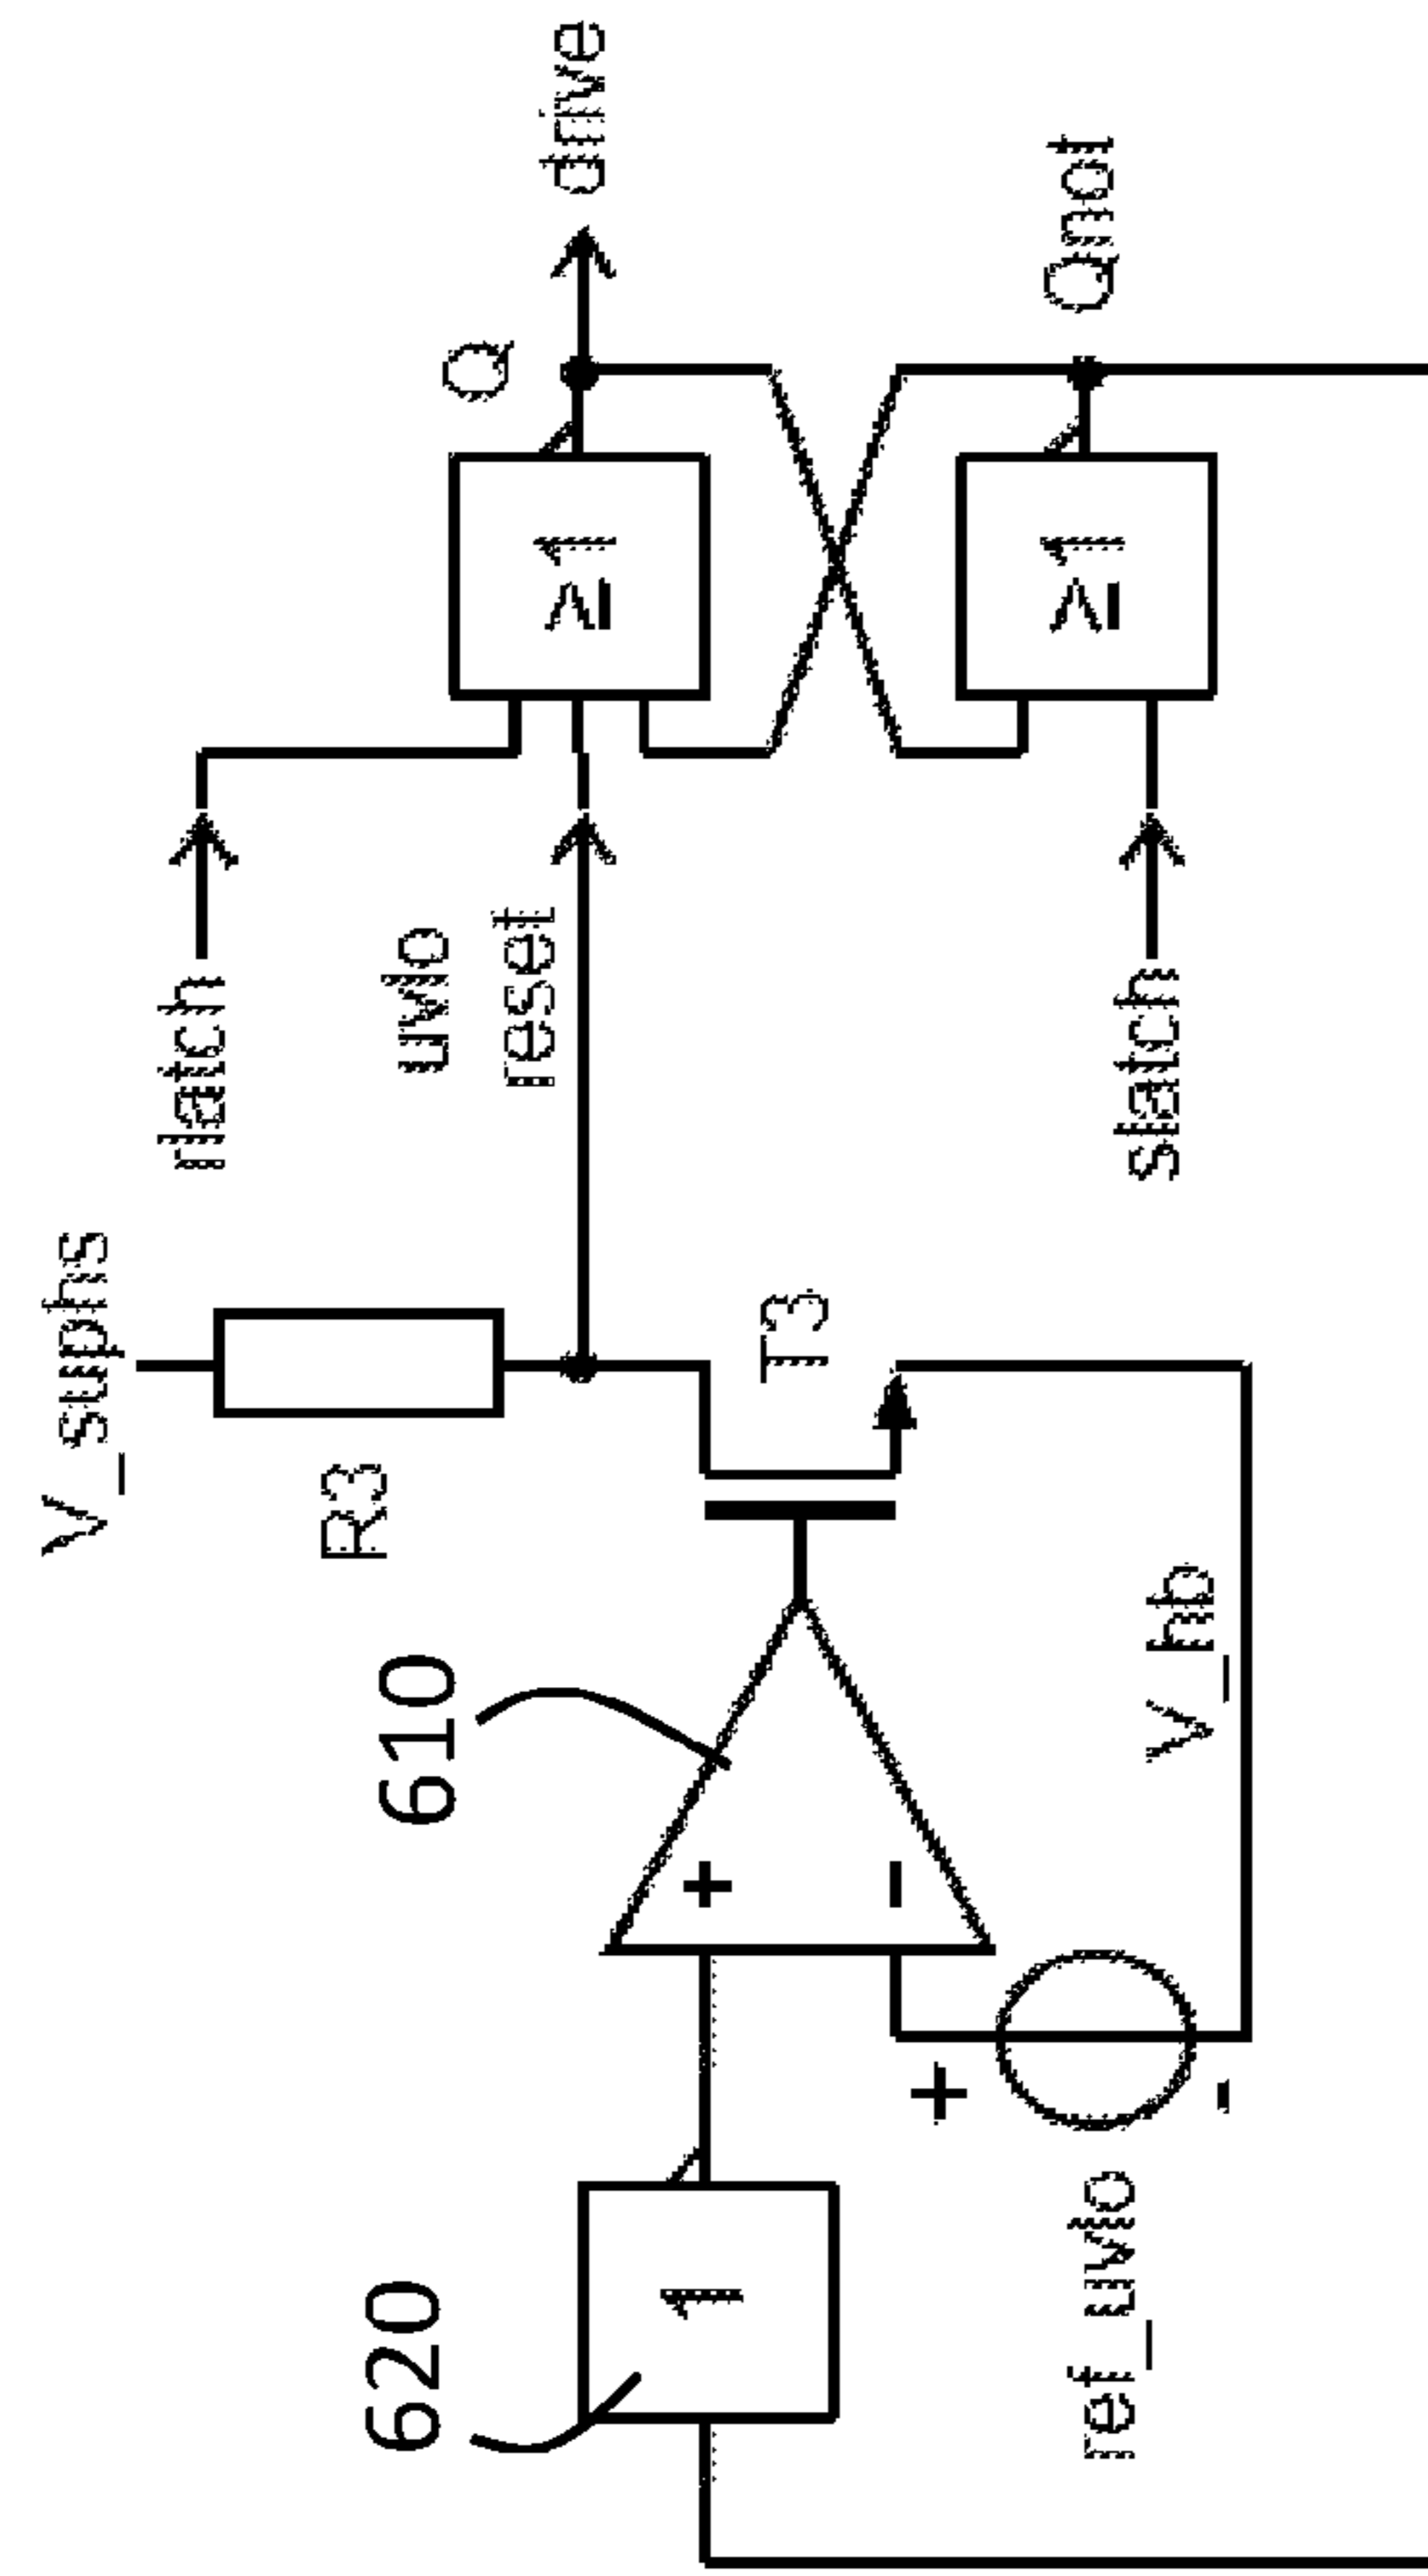 V_suphs
R3
rlatch
uvlo
reset
Q
drive
≥1
620
1
610
+
-
T3
ref_uvlo
+
-
V_hb
slatch
≥1
Qnot